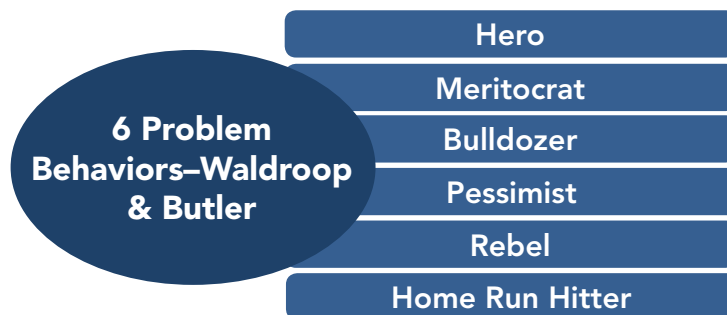 6 Problem
Behaviors–Waldroop
& Butler
Hero
Meritocrat
Bulldozer
Pessimist
Rebel
Home Run Hitter